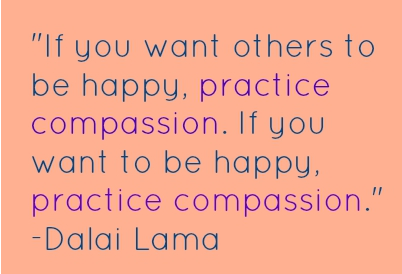 "If you want others to
be happy, practice
compassion. If you
want to be happy,
practice compassion."
-Dalai Lama